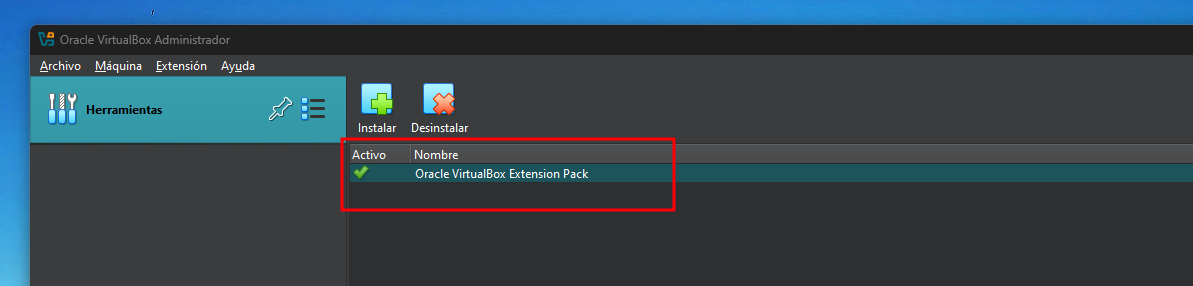 Oracle VirtualBox Administrador
Archivo Máquina Extensión Ayuda
Herramientas
Instalar Desinstalar
Activo Nombre
Oracle VirtualBox Extension Pack